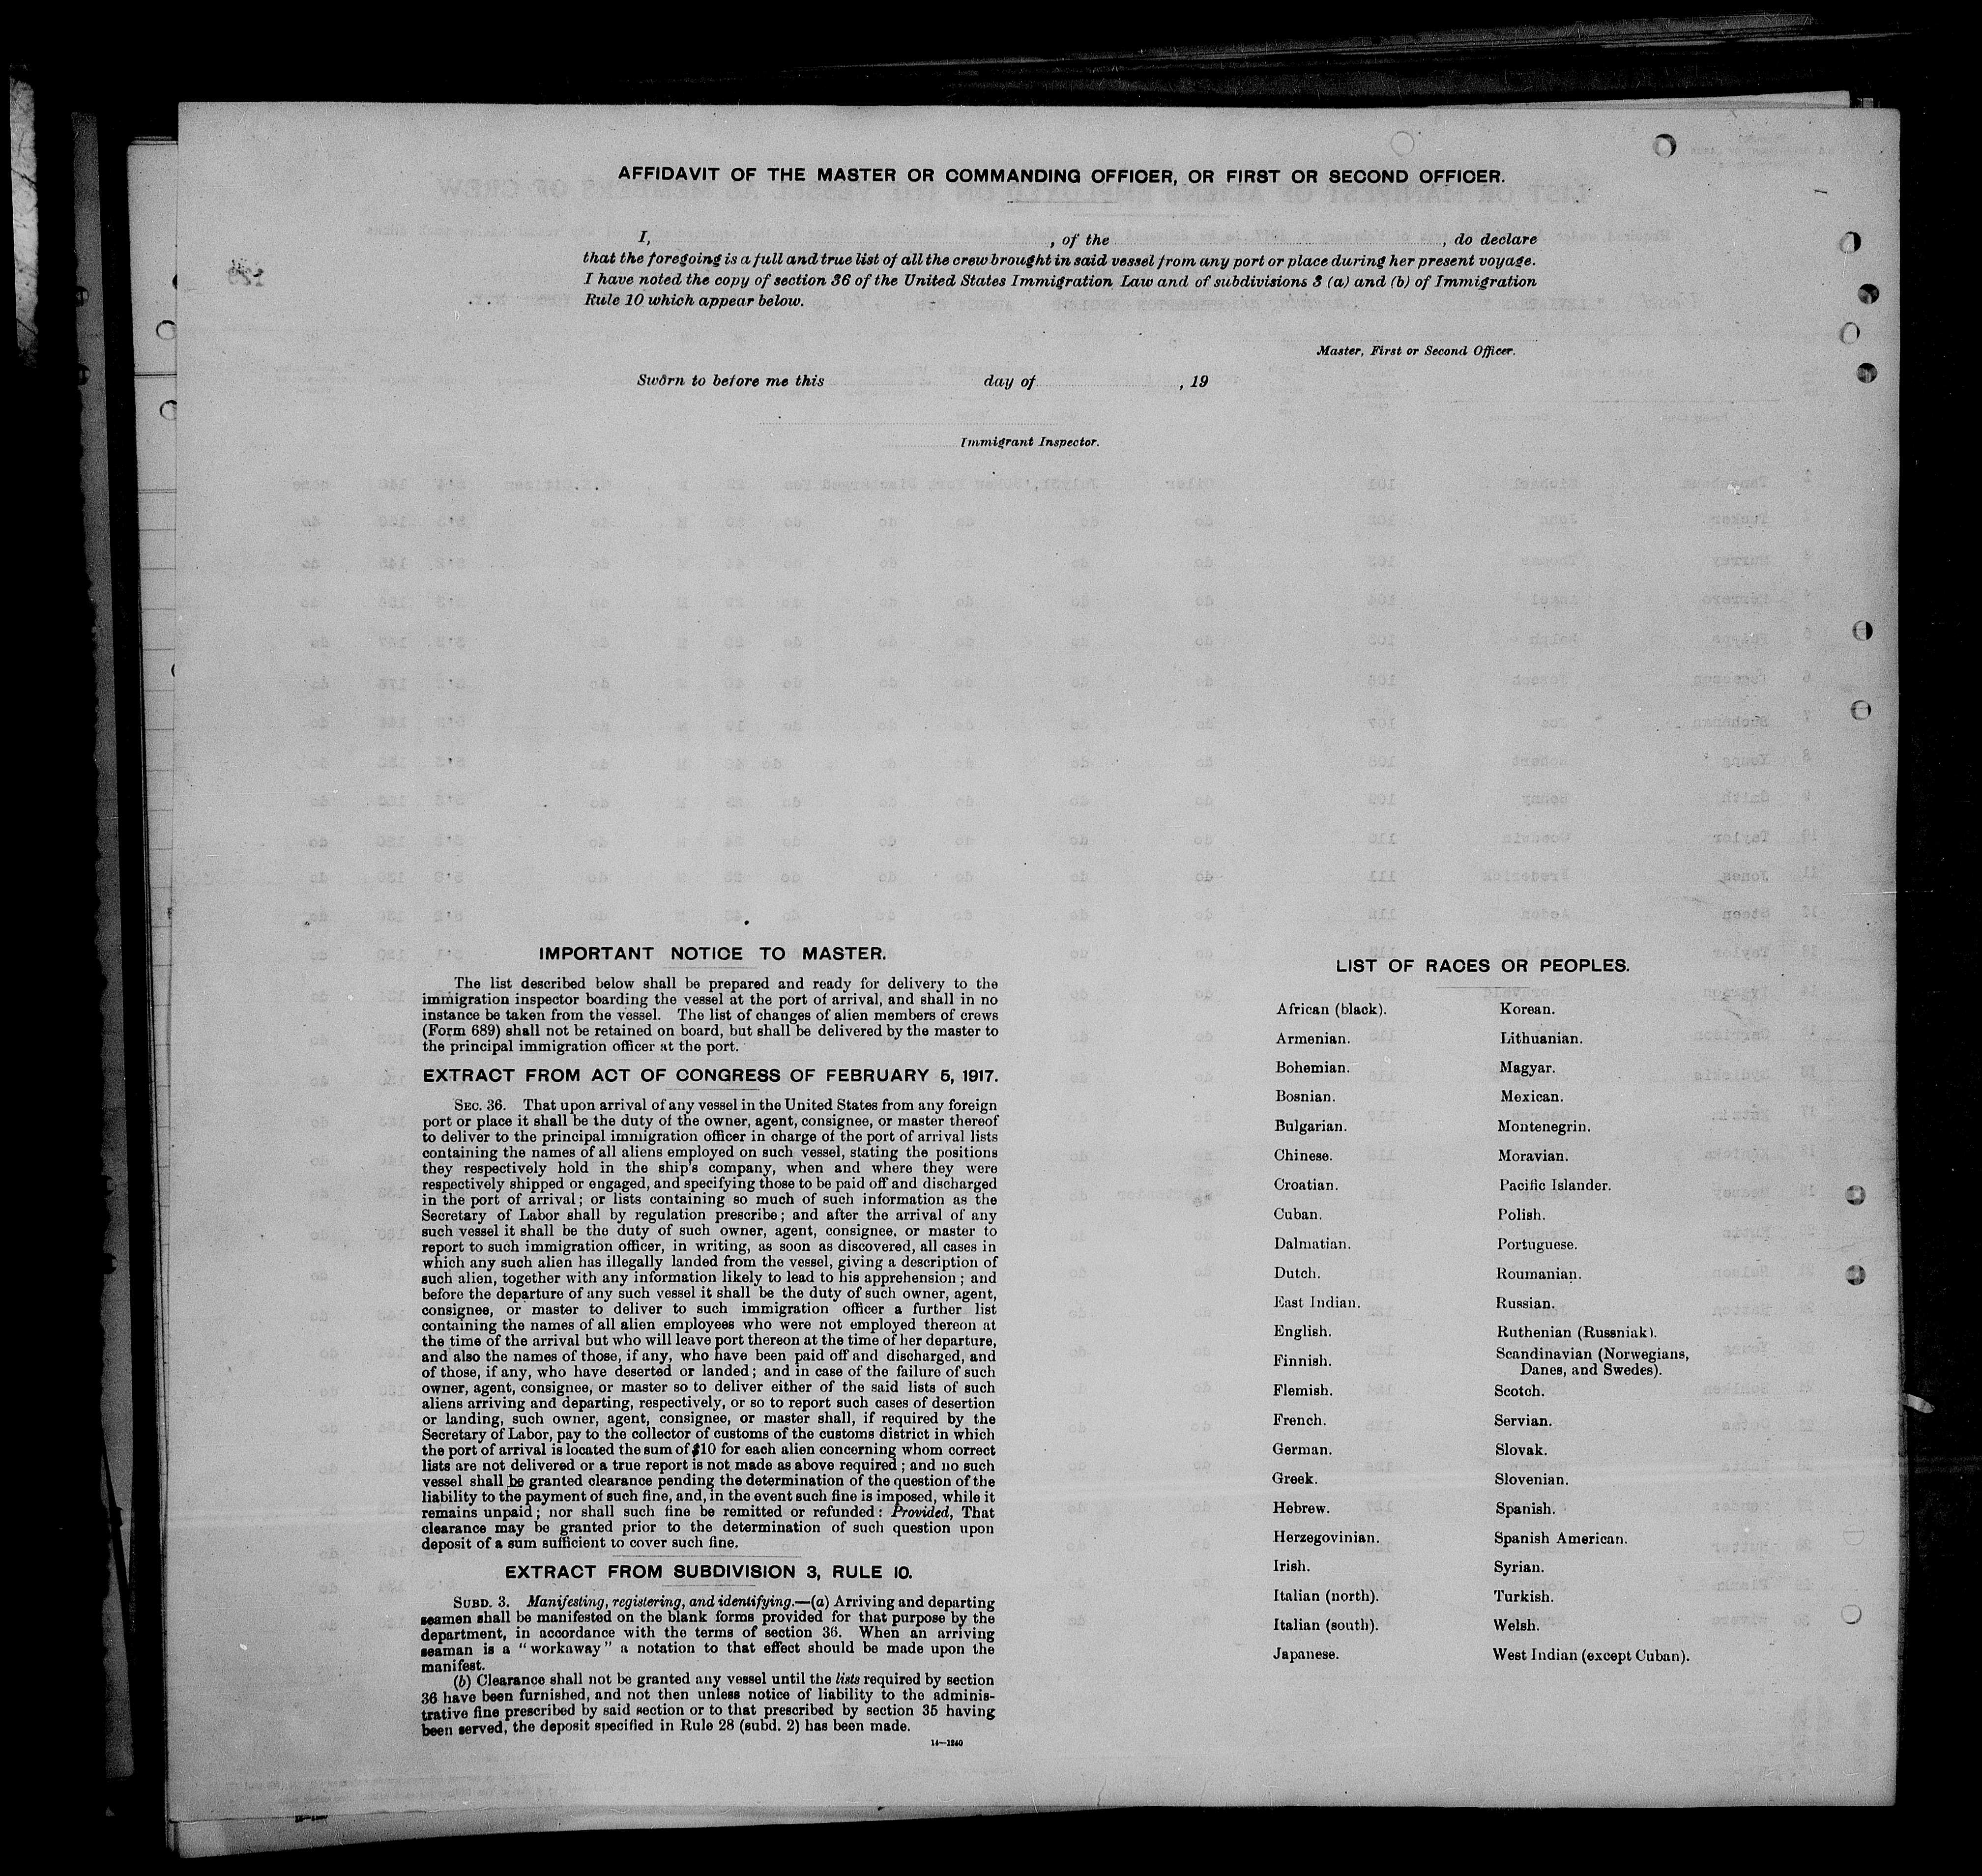 AFFIDAVIT OF THE MASTER OR COMMANDING OFFICER, OR FIRST OR SECOND OFFICER.
I, , of the , do declare
that the foregoing is a full and true list of all the crew brought in said vessel from any port or place during her present voyage.
I have noted the copy of section 36 of the United States Immigration Law and of subdivisions 3 (a) and (b) of Immigration
Rule 10 which appear below.
Master, First or Second Officer.
Sworn to before me this day of , 19
Immigrant Inspector.
IMPORTANT NOTICE TO MASTER.
The list described below shall be prepared and ready for delivery to the
immigration inspector boarding the vessel at the port of arrival, and shall in no
instance be taken from the vessel. The list of changes of alien members of crews
(Form 689) shall not be retained on board, but shall be delivered by the master to
the principal immigration officer at the port.
EXTRACT FROM ACT OF CONGRESS OF FEBRUARY 5, 1917.
SEC. 36. That upon arrival of any vessel in the United States from any foreign
port or place it shall be the duty of the owner, agent, consignee, or master thereof
to deliver to the principal immigration officer in charge of the port of arrival lists
containing the names of all aliens employed on such vessel, stating the positions
they respectively hold in the ship's company, when and where they were
respectively shipped or engaged, and specifying those to be paid off and discharged
in the port of arrival; or lists containing so much of such information as the
Secretary of Labor shall by regulation prescribe; and after the arrival of any
such vessel it shall be the duty of such owner, agent, consignee, or master to
report to such immigration officer, in writing, as soon as discovered, all cases in
which any such alien has illegally landed from the vessel, giving a description of
such alien, together with any information likely to lead to his apprehension; and
before the departure of any such vessel it shall be the duty of such owner, agent,
consignee, or master to deliver to such immigration officer a further list
containing the names of all alien employees who were not employed thereon at
the time of the arrival but who will leave port thereon at the time of her departure,
and also the names of those, if any, who have been paid off and discharged, and
of those, if any, who have deserted or landed; and in case of the failure of such
owner, agent, consignee, or master so to deliver either of the said lists of such
aliens arriving and departing, respectively, or so to report such cases of desertion
or landing, such owner, agent, consignee, or master shall, if required by the
Secretary of Labor, pay to the collector of customs of the customs district in which
the port of arrival is located the sum of $10 for each alien concerning whom correct
lists are not delivered or a true report is not made as above required; and no such
vessel shall be granted clearance pending the determination of the question of the
liability to the payment of such fine, and, in the event such fine is imposed, while it
remains unpaid; nor shall such fine be remitted or refunded: Provided, That
clearance may be granted prior to the determination of such question upon
deposit of a sum sufficient to cover such fine.
EXTRACT FROM SUBDIVISION 3, RULE 10.
SUBD. 3. Manifesting, registering, and identifying.—(a) Arriving and departing
seamen shall be manifested on the blank forms provided for that purpose by the
department, in accordance with the terms of section 36. When an arriving
seaman is a "workaway" a notation to that effect should be made upon the
manifest.
(b) Clearance shall not be granted any vessel until the lists required by section
36 have been furnished, and not then unless notice of liability to the adminis-
trative fine prescribed by said section or to that prescribed by section 35 having
been served, the deposit specified in Rule 28 (subd. 2) has been made.
14—1240
LIST OF RACES OR PEOPLES.
African (black).
Armenian.
Bohemian.
Bosnian.
Bulgarian.
Chinese.
Croatian.
Cuban.
Dalmatian.
Dutch.
East Indian.
English.
Finnish.
Flemish.
French.
German.
Greek.
Hebrew.
Herzegovinian.
Irish.
Italian (north).
Italian (south).
Japanese.
Korean.
Lithuanian.
Magyar.
Mexican.
Montenegrin.
Moravian.
Pacific Islander.
Polish.
Portuguese.
Roumanian.
Russian.
Ruthenian (Russniak).
Scandinavian (Norwegians,
Danes, and Swedes).
Scotch.
Servian.
Slovak.
Slovenian.
Spanish.
Spanish American.
Syrian.
Turkish.
Welsh.
West Indian (except Cuban).